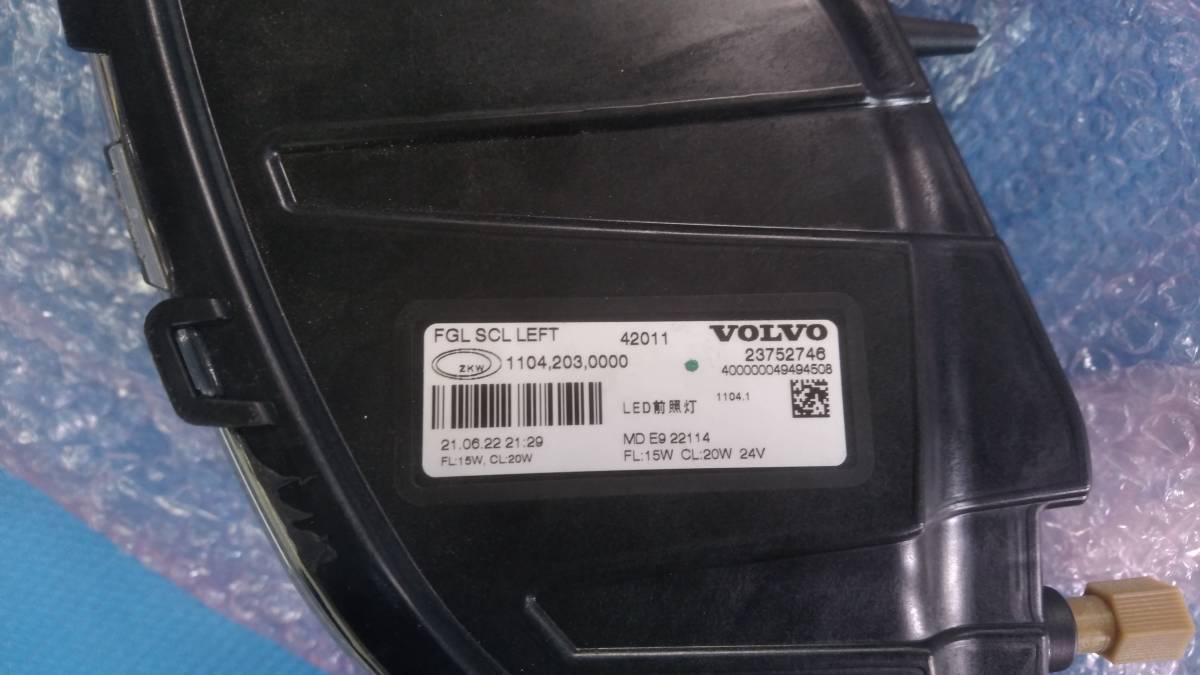 FGL SCL LEFT 42011 VOLVO
ZKW 1104,203,0000 23752746
400000049494508
LED前照灯 1104.1
21.06.22 21:29 MD E9 22114
FL:15W, CL:20W FL:15W CL:20W 24V